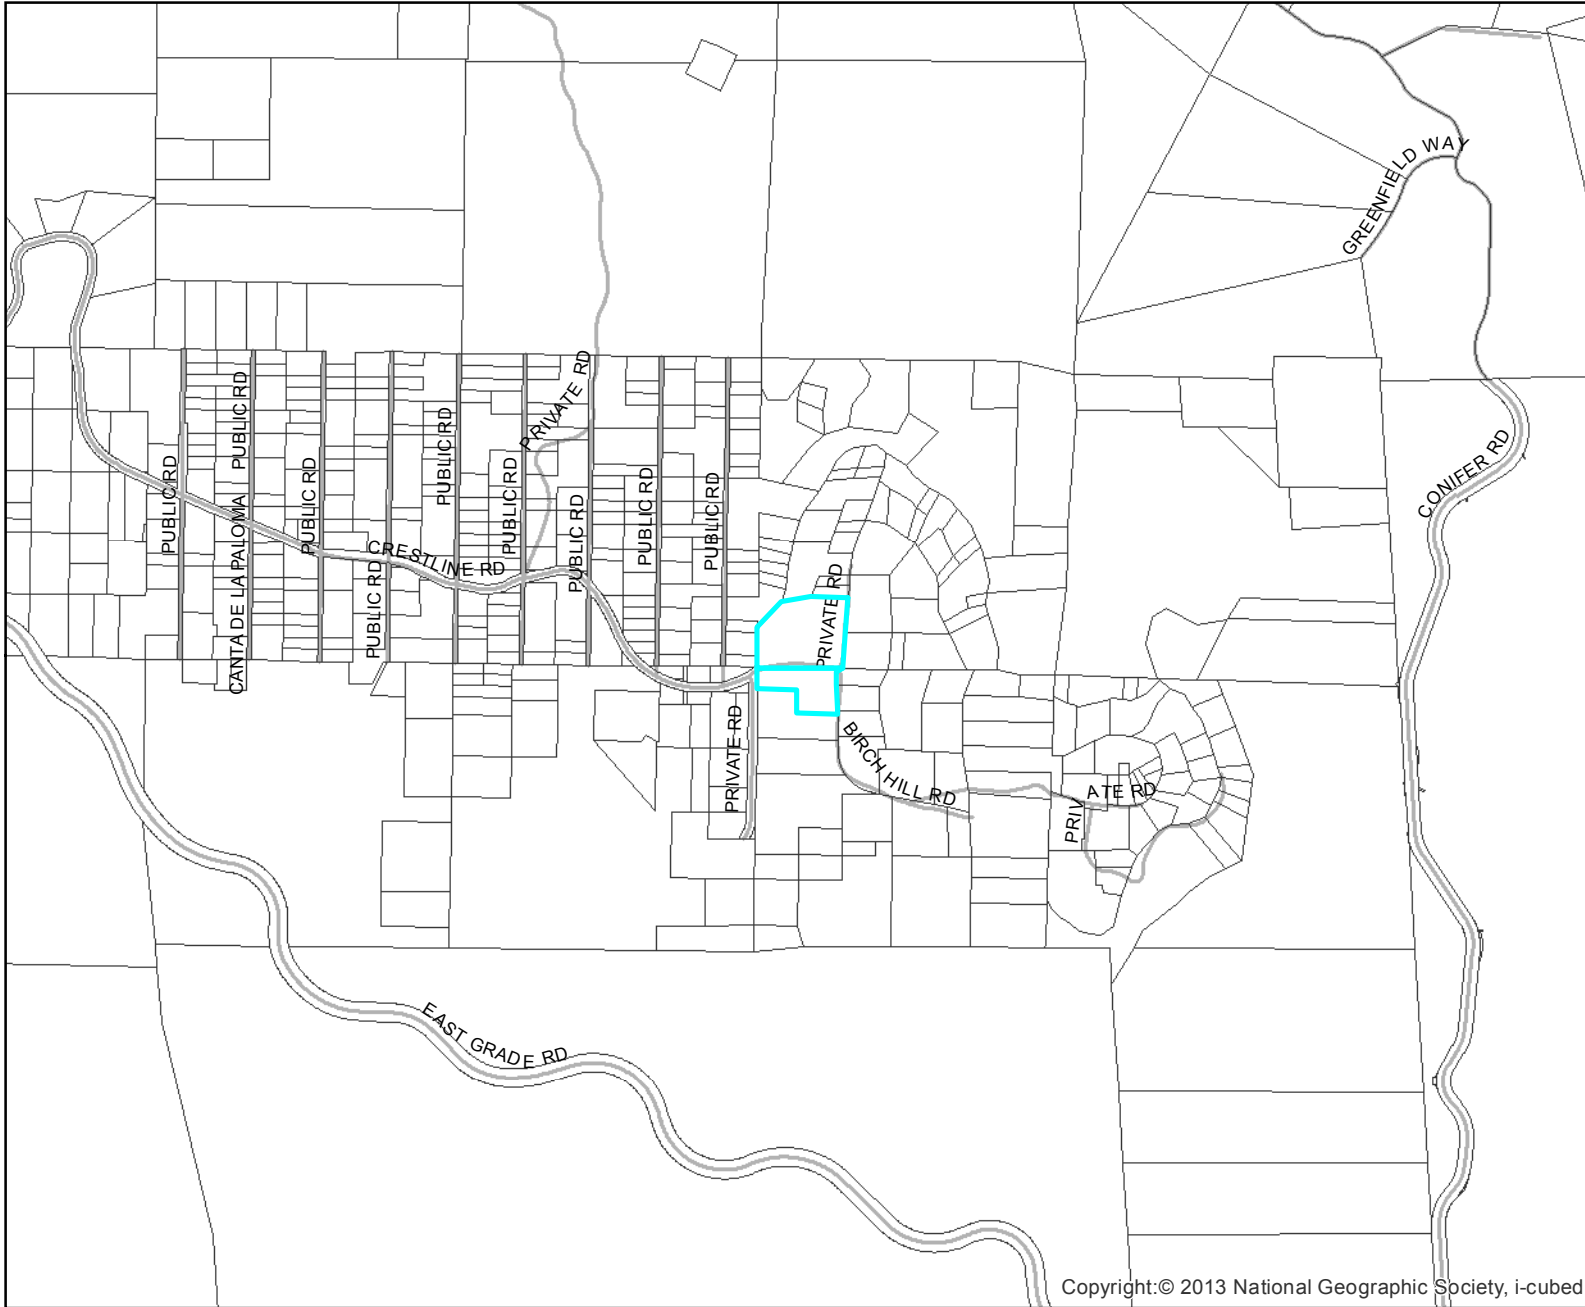 GREENFIELD WAY
PRIVATE RD
PUBLIC RD
PUBLIC RD
CONIFER RD
PUBLIC RD
PUBLIC RD
PUBLIC RD
PUBLIC RD
PUBLIC RD
PUBLIC RD
CANTA DE LA PALOMA
CRESTLINE RD
PUBLIC RD
PRIVATE RD
PRIVATE RD
BIRCH HILL RD
PRIVATE RD
EAST GRADE RD
Copyright:© 2013 National Geographic Society, i-cubed